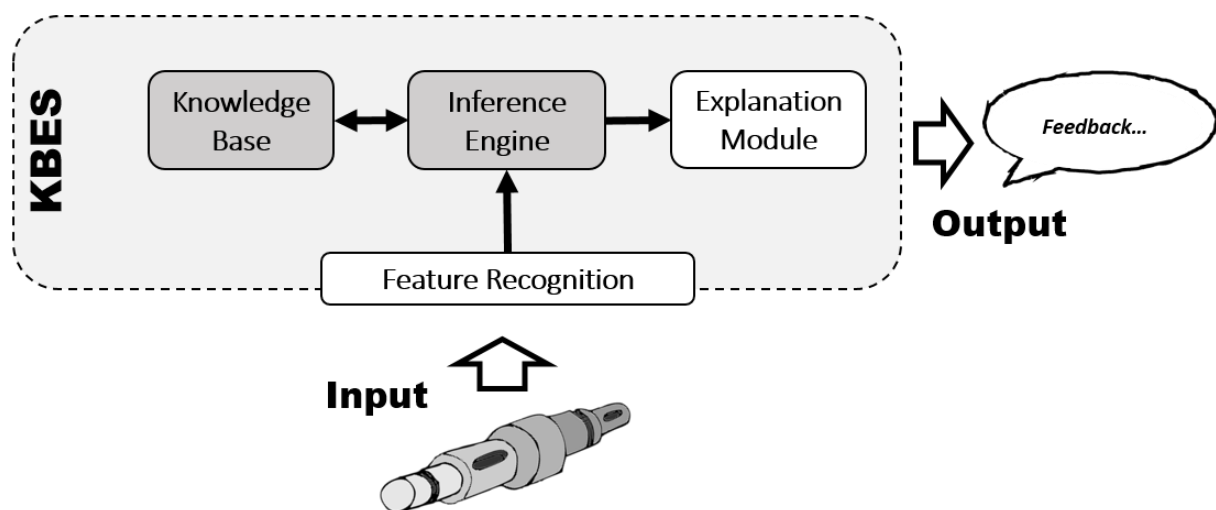 KBES
Knowledge
Base
Inference
Engine
Explanation
Module
Feedback...
Output
Feature Recognition
Input